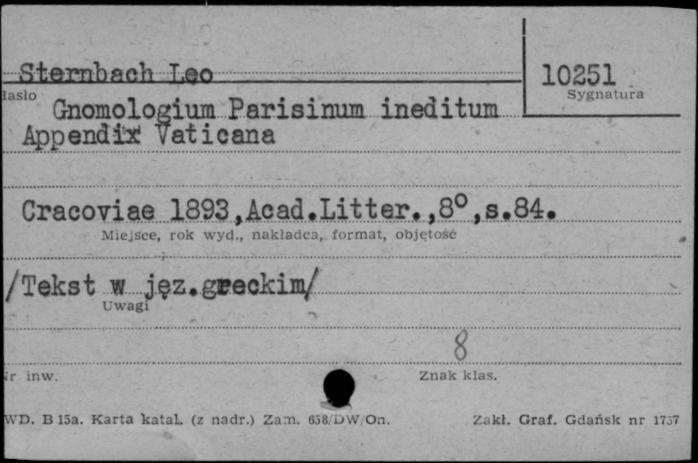 Sternbach Leo
10251
Hasło
Sygnatura
Gnomologium Parisinum ineditum
Appendix Vaticana
Cracoviae 1893,Acad.Litter.,8º,s.84.
Miejsce, rok wyd., nakładca, format, objętość
/Tekst w jęz.greckim/
Uwagi
8
Nr inw.
Znak klas.
WD. B 15a. Karta katal. (z nadr.) Zam. 658/DW/On.
Zakł. Graf. Gdańsk nr 1757